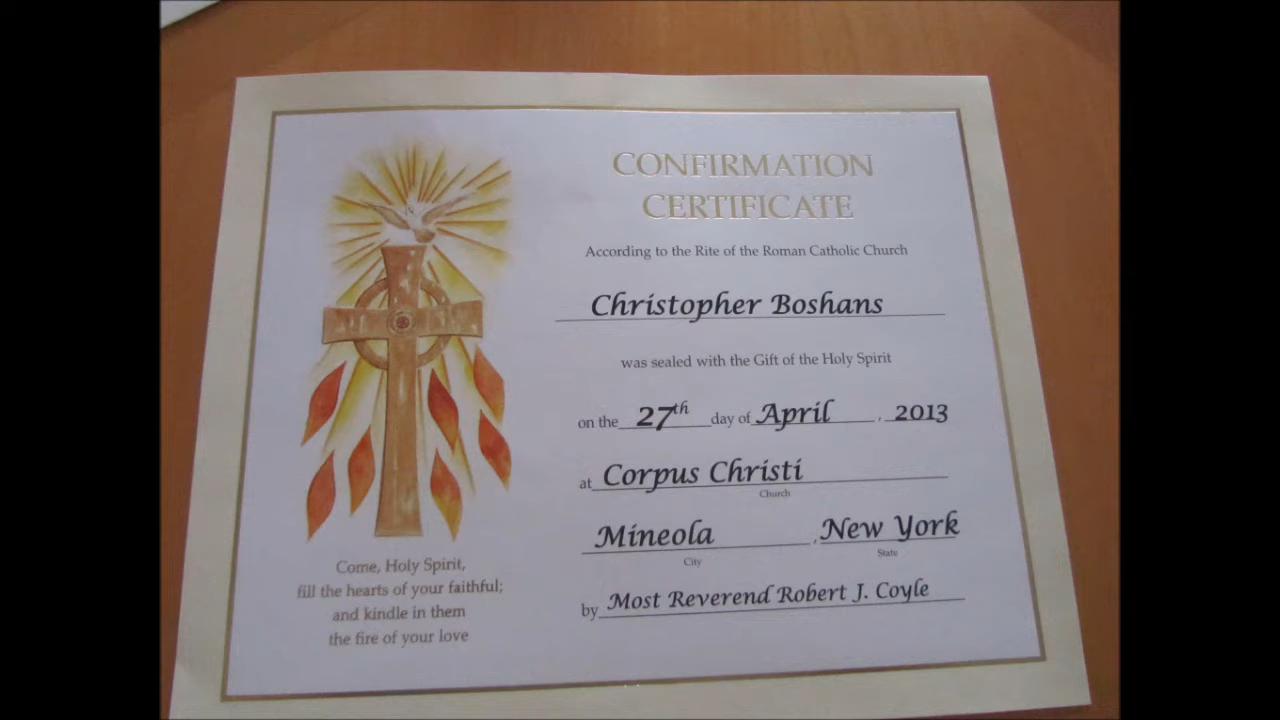 CONFIRMATION
CERTIFICATE
According to the Rite of the Roman Catholic Church
Christopher Boshans
was sealed with the Gift of the Holy Spirit
on the 27th day of April , 2013
at Corpus Christi
Church
Mineola , New York
City State
by Most Reverend Robert J. Coyle
Come, Holy Spirit,
fill the hearts of your faithful;
and kindle in them
the fire of your love